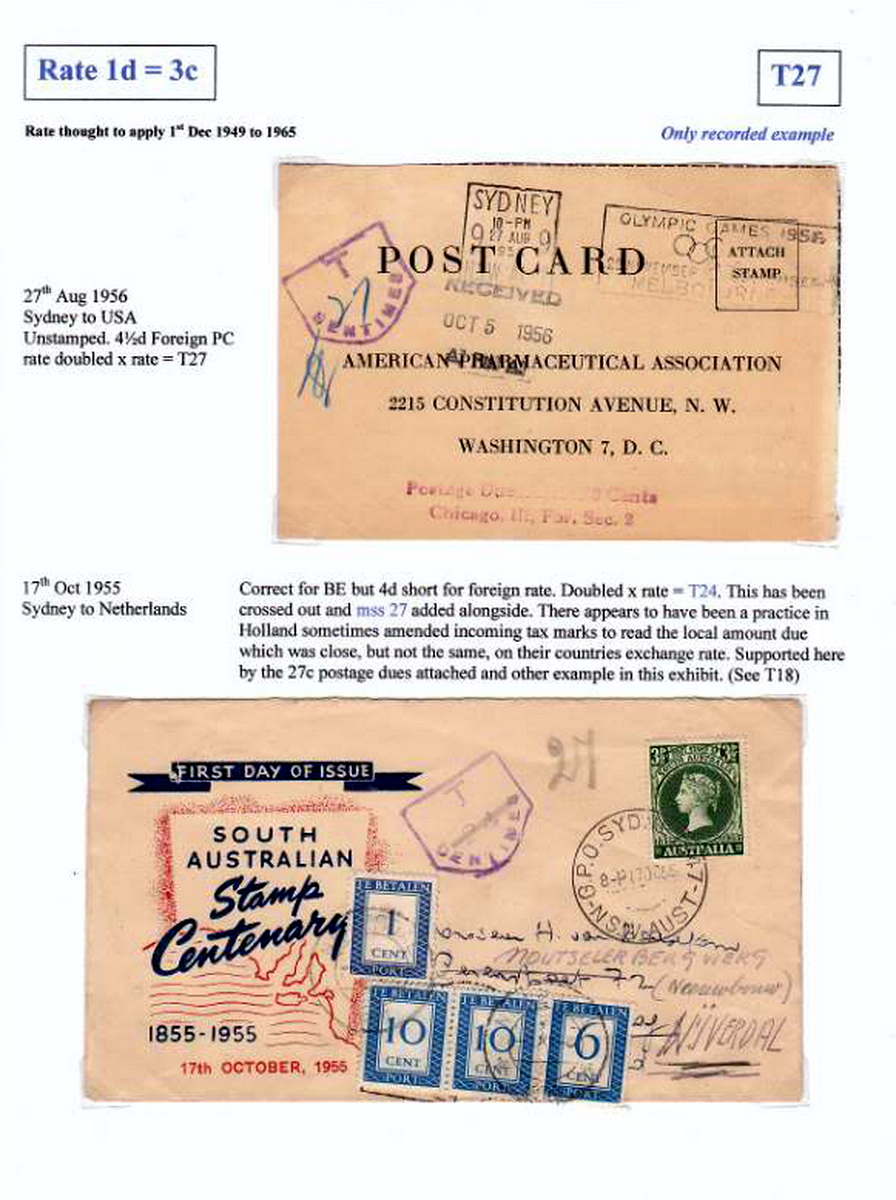 Rate 1d = 3c
T27
Rate thought to apply 1st Dec 1949 to 1965
Only recorded example
SYDNEY
10-PM
27 AUG
OLYMPIC GAMES 1956
MELBOURNE
T
27
CENTIMES
POST CARD
ATTACH
STAMP
RECEIVED
OCT 5 1956
27th Aug 1956
Sydney to USA
Unstamped. 4½d Foreign PC
rate doubled x rate = T27
AMERICAN PHARMACEUTICAL ASSOCIATION
2215 CONSTITUTION AVENUE, N. W.
WASHINGTON 7, D. C.
Postage Due Cents
Chicago, Ill, For. Sec. 2
17th Oct 1955
Sydney to Netherlands
Correct for BE but 4d short for foreign rate. Doubled x rate = T24. This has been
crossed out and mss 27 added alongside. There appears to have been a practice in
Holland sometimes amended incoming tax marks to read the local amount due
which was close, but not the same, on their countries exchange rate. Supported here
by the 27c postage dues attached and other example in this exhibit. (See T18)
FIRST DAY OF ISSUE
T
24
CENTIMES
27
SOUTH AUSTRALIA
AUSTRALIA
G.P.O. SYD
N.S.W. AUST
SOUTH
AUSTRALIAN
Stamp
Centenary
1855-1955
17th OCTOBER, 1955
TE BETALEN
1
CENT
PORT
TE BETALEN
10
CENT
PORT
TE BETALEN
10
CENT
PORT
TE BETALEN
6
CENT
PORT
H. van
(Nieuwbouw)
NIJVERDAL